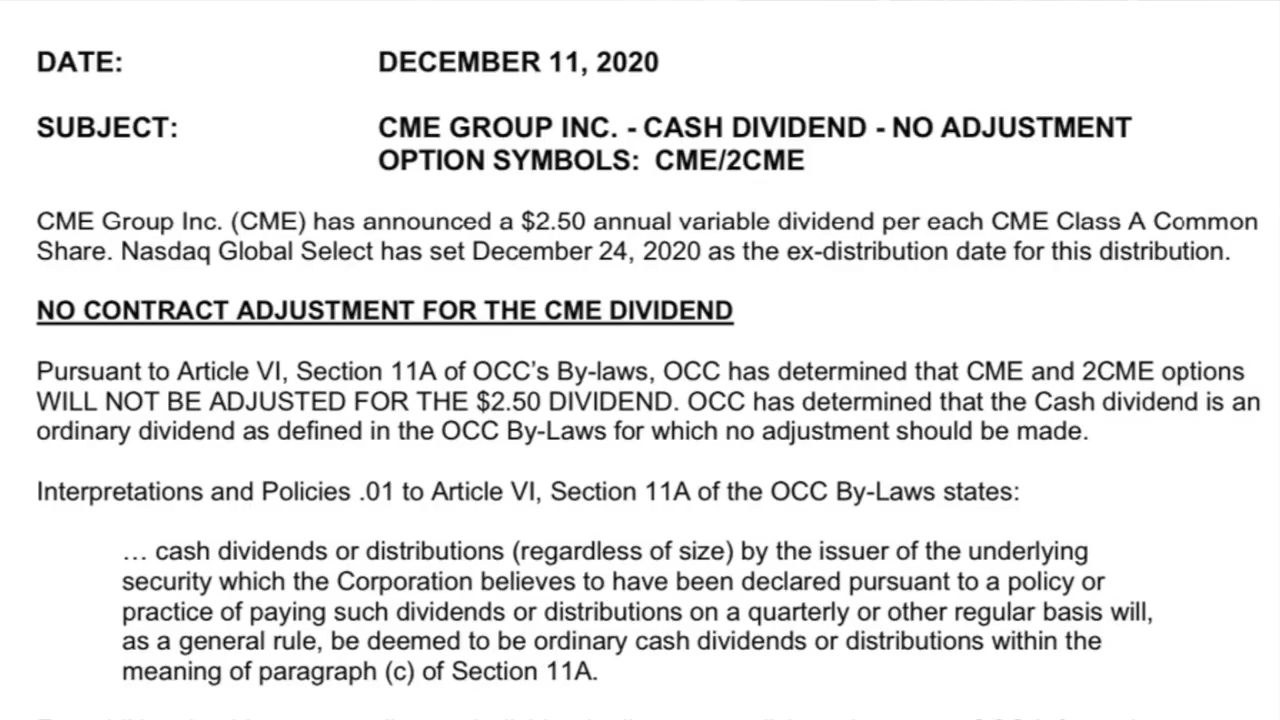 DATE: DECEMBER 11, 2020
SUBJECT: CME GROUP INC. - CASH DIVIDEND - NO ADJUSTMENT
OPTION SYMBOLS: CME/2CME
CME Group Inc. (CME) has announced a $2.50 annual variable dividend per each CME Class A Common
Share. Nasdaq Global Select has set December 24, 2020 as the ex-distribution date for this distribution.
NO CONTRACT ADJUSTMENT FOR THE CME DIVIDEND
Pursuant to Article VI, Section 11A of OCC's By-laws, OCC has determined that CME and 2CME options
WILL NOT BE ADJUSTED FOR THE $2.50 DIVIDEND. OCC has determined that the Cash dividend is an
ordinary dividend as defined in the OCC By-Laws for which no adjustment should be made.
Interpretations and Policies .01 to Article VI, Section 11A of the OCC By-Laws states:
… cash dividends or distributions (regardless of size) by the issuer of the underlying
security which the Corporation believes to have been declared pursuant to a policy or
practice of paying such dividends or distributions on a quarterly or other regular basis will,
as a general rule, be deemed to be ordinary cash dividends or distributions within the
meaning of paragraph (c) of Section 11A.